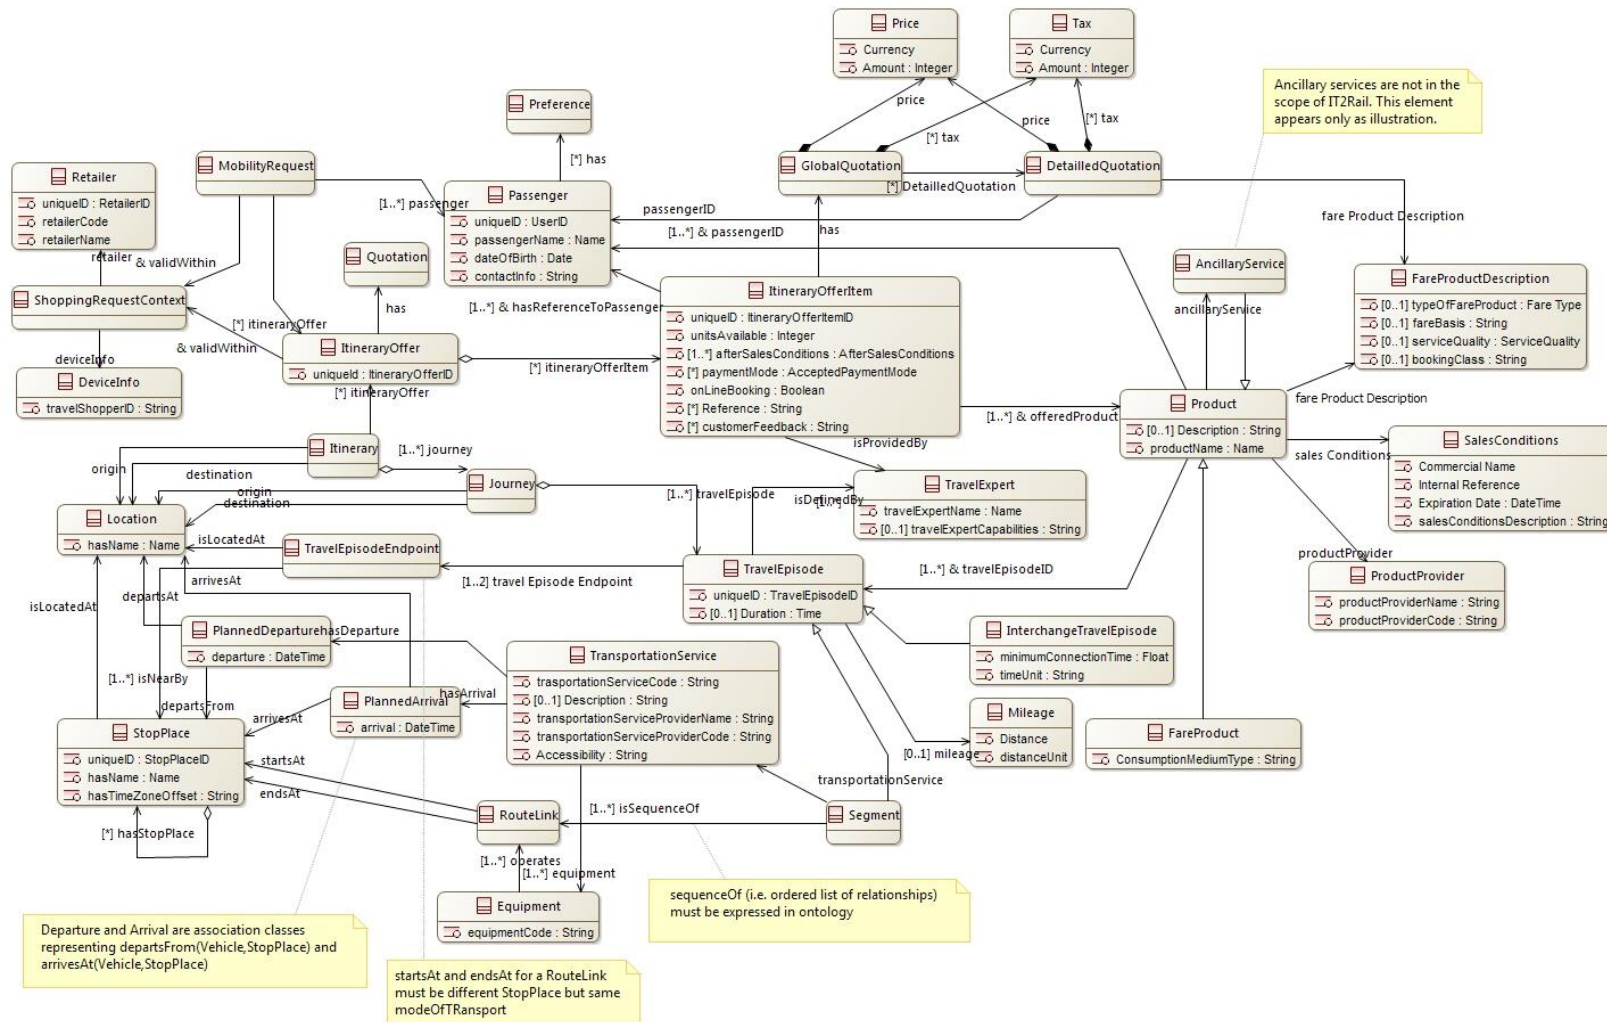 Price
Currency
Amount : Integer
Tax
Currency
Amount : Integer
Ancillary services are not in the
scope of IT2Rail. This element
appears only as illustration.
price
[*] tax
price
[*] tax
Preference
[*] has
Retailer
uniqueID : RetailerID
retailerCode
retailerName
retailer
MobilityRequest
[1..*] passenger
Passenger
uniqueID : UserID
passengerName : Name
dateOfBirth : Date
contactInfo : String
GlobalQuotation
[*] DetailledQuotation
DetailledQuotation
passengerID
[1..*] & passengerID
has
fare Product Description
& validWithin
Quotation
has
ShoppingRequestContext
[*] itineraryOffer
& validWithin
deviceInfo
DeviceInfo
travelShopperID : String
ItineraryOffer
uniqueId : ItineraryOfferID
[*] itineraryOffer
[*] itineraryOfferItem
[1..*] & hasReferenceToPassenger
ItineraryOfferItem
uniqueID : ItineraryOfferItemID
unitsAvailable : Integer
[1..*] afterSalesConditions : AfterSalesConditions
[*] paymentMode : AcceptedPaymentMode
onLineBooking : Boolean
[*] Reference : String
[*] customerFeedback : String
AncillaryService
ancillaryService
FareProductDescription
[0..1] typeOfFareProduct : Fare Type
[0..1] fareBasis : String
[0..1] serviceQuality : ServiceQuality
[0..1] bookingClass : String
fare Product Description
[1..*] & offeredProduct
Product
[0..1] Description : String
productName : Name
sales Conditions
SalesConditions
Commercial Name
Internal Reference
Expiration Date : DateTime
salesConditionsDescription : String
isProvidedBy
Itinerary
[1..*] journey
origin
destination
Journey
origin
destination
[1..*] travelEpisode
isDefinedBy
TravelExpert
travelExpertName : Name
[0..1] travelExpertCapabilities : String
Location
hasName : Name
isLocatedAt
TravelEpisodeEndpoint
[1..2] travel Episode Endpoint
TravelEpisode
uniqueID : TravelEpisodeID
[0..1] Duration : Time
[1..*] & travelEpisodeID
productProvider
ProductProvider
productProviderName : String
productProviderCode : String
isLocatedAt
departsAt
arrivesAt
PlannedDeparture
departure : DateTime
hasDeparture
[1..*] isNearBy
departsFrom
PlannedArrival
arrival : DateTime
hasArrival
arrivesAt
TransportationService
trasportationServiceCode : String
[0..1] Description : String
transportationServiceProviderName : String
transportationServiceProviderCode : String
Accessibility : String
InterchangeTravelEpisode
minimumConnectionTime : Float
timeUnit : String
Mileage
Distance
distanceUnit
[0..1] mileage
FareProduct
ConsumptionMediumType : String
StopPlace
uniqueID : StopPlaceID
hasName : Name
hasTimeZoneOffset : String
[*] hasStopPlace
startsAt
endsAt
transportationService
RouteLink
[1..*] isSequenceOf
Segment
[1..*] operates
[1..*] equipment
Equipment
equipmentCode : String
sequenceOf (i.e. ordered list of relationships)
must be expressed in ontology
Departure and Arrival are association classes
representing departsFrom(Vehicle,StopPlace) and
arrivesAt(Vehicle,StopPlace)
startsAt and endsAt for a RouteLink
must be different StopPlace but same
modeOfTRansport